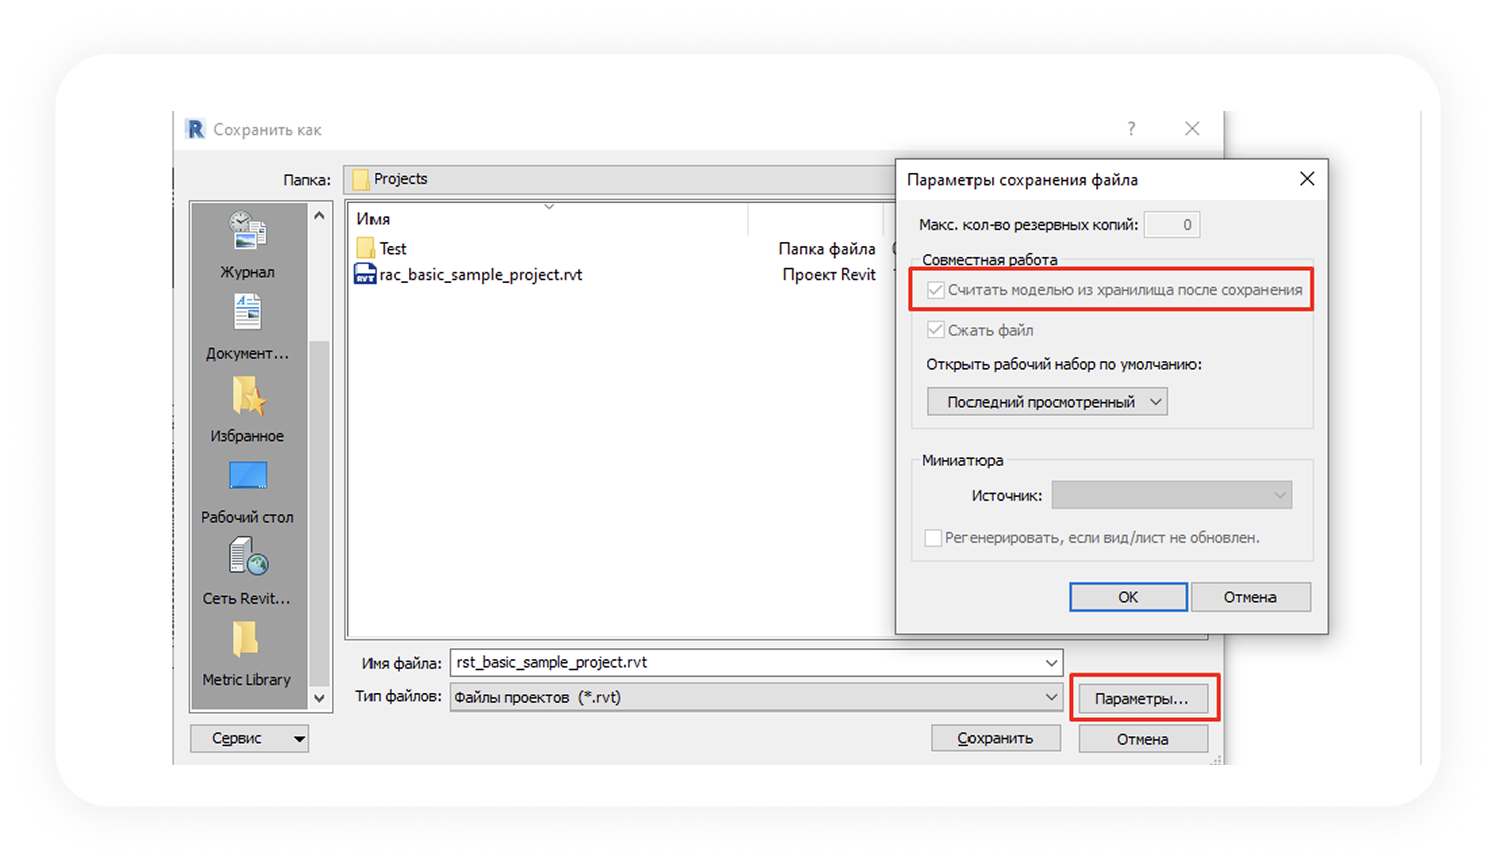 Сохранить как
?
Папка:
Projects
Имя
Test
Папка файла
rac_basic_sample_project.rvt
Проект Revit
Журнал
Документ...
Избранное
Рабочий стол
Сеть Revit...
Metric Library
Имя файла:
rst_basic_sample_project.rvt
Тип файлов:
Файлы проектов (*.rvt)
Параметры...
Сервис
Сохранить
Отмена
Параметры сохранения файла
Макс. кол-во резервных копий:
0
Совместная работа
Считать моделью из хранилища после сохранения
Сжать файл
Открыть рабочий набор по умолчанию:
Последний просмотренный
Миниатюра
Источник:
Регенерировать, если вид/лист не обновлен.
OK
Отмена